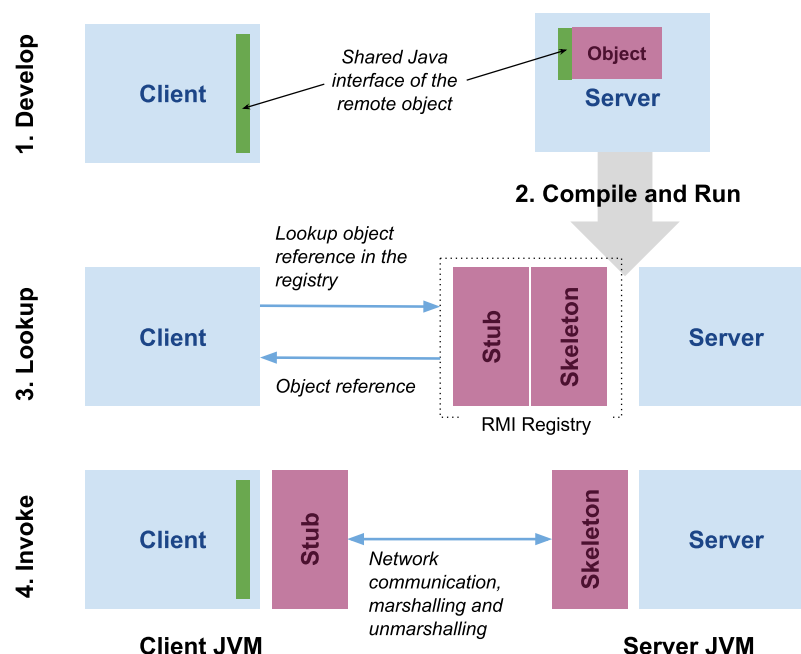 1. Develop
Client
Shared Java
interface of the
remote object
Object
Server
2. Compile and Run
3. Lookup
Client
Lookup object
reference in the
registry
Object reference
Stub
Skeleton
RMI Registry
Server
4. Invoke
Client
Stub
Network
communication,
marshalling and
unmarshalling
Skeleton
Server
Client JVM
Server JVM